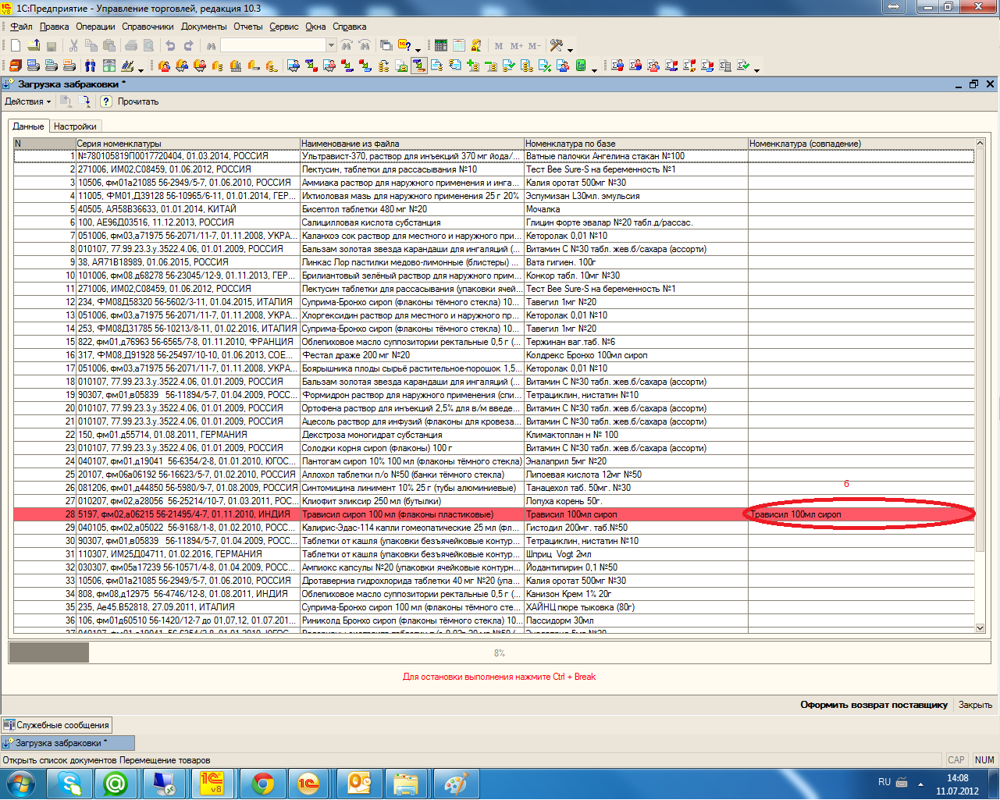 1С:Предприятие - Управление торговлей, редакция 10.3
Файл Правка Операции Справочники Документы Отчеты Сервис Окна Справка
M M+ M-
Загрузка забраковки *
Действия Прочитать
Данные Настройки
N Серия номенклатуры Наименование из файла Номенклатура по базе Номенклатура (совпадение)
1 №780105819П0017720404, 01.03.2014, РОССИЯ Ультравист-370, раствор для инъекций 370 мг йода/... Ватные палочки Ангелина стакан №100
2 271006, ИМ02,С08459, 01.06.2012, РОССИЯ Пектусин, таблетки для рассасывания №10 Тест Bee Sure-S на беременность №1
3 10506, фм01а21085 56-2949/5-7, 01.06.2010, РОССИЯ Аммиака раствор для наружного применения и инга... Калия оротат 500мг №30
4 11005, ФМ01,Д39128 56-10965/6-11, 01.01.2014, ГЕР... Ихтиоловая мазь для наружного применения 25 г 20% Эспумизан L30мл. эмульсия
5 40505, АЯ58В36633, 01.01.2014, КИТАЙ Бисептол таблетки 480 мг №20 Мочалка
6 100, АЕ96Д03516, 11.12.2013, РОССИЯ Салицилловая кислота субстанция Глицин форте эвалар №20 табл.д/рассас.
7 051006, фм03,а71975 56-2071/11-7, 01.11.2008, УКРА... Каланхоэ сок раствор для местного и наружного при... Кеторолак 0,01 №10
8 010107, 77.99.23.3.у.3522.4.06, 01.01.2009, РОССИЯ Бальзам золотая звезда карандаши для ингаляций (... Витамин С №30 табл. жев.б/сахара (ассорти)
9 38, АЯ71В18989, 01.06.2015, РОССИЯ Линкас Лор пастилки медово-лимонные (блистеры) ... Вата гигиен. 100г
10 101006, фм08.д68278 56-23045/12-9, 01.11.2013, ГЕР... Брилиантовый зелёный раствор для наружного прим... Конкор табл. 10мг №30
11 271006, ИМ02,С08459, 01.06.2012, РОССИЯ Пектусин таблетки для рассасывания (упаковки ячей... Тест Bee Sure-S на беременность №1
12 234, ФМ08Д58320 56-5602/3-11, 01.04.2015, ИТАЛИЯ Суприма-Бронхо сироп (флаконы тёмного стекла) 10... Тавегил 1мг №20
13 051006, фм03,а71975 56-2071/11-7, 01.11.2008, УКРА... Хлоргексидин раствор для местного и наружного пр... Кеторолак 0,01 №10
14 253, ФМ08Д31785 56-10213/8-11, 01.02.2016, ИТАЛИЯ Суприма-Бронхо сироп (флаконы тёмного стекла) 10... Тавегил 1мг №20
15 822, фм01,д76963 56-6565/7-8, 01.11.2010, ФРАНЦИЯ Облепиховое масло суппозитории ректальные 0,5 г (... Тержинан ваг.таб. №6
16 317, ФМ08,Д91928 56-25497/10-10, 01.06.2013, СОЕ... Фестал драже 200 мг №20 Колдрекс Бронхо 100мл сироп
17 051006, фм03,а71975 56-2071/11-7, 01.11.2008, УКРА... Боярышника плоды сырьё растительное-порошок 1,5... Кеторолак 0,01 №10
18 010107, 77.99.23.3.у.3522.4.06, 01.01.2009, РОССИЯ Бальзам золотая звезда карандаши для ингаляций (... Витамин С №30 табл. жев.б/сахара (ассорти)
19 90307, фм01,в05839 56-11894/5-7, 01.04.2009, РОСС... Формидрон раствор для наружного применения (спи... Тетрациклин, нистатин №10
20 010107, 77.99.23.3.у.3522.4.06, 01.01.2009, РОССИЯ Ортофена раствор для инъекций 2,5% для в/м введе... Витамин С №30 табл. жев.б/сахара (ассорти)
21 010107, 77.99.23.3.у.3522.4.06, 01.01.2009, РОССИЯ Ацесоль раствор для инфузий (флаконы для кровеза... Витамин С №30 табл. жев.б/сахара (ассорти)
22 150, фм01.д55714, 01.08.2011, ГЕРМАНИЯ Декстроза моногидрат субстанция Климактоплан н № 100
23 010107, 77.99.23.3.у.3522.4.06, 01.01.2009, РОССИЯ Солодки корня сироп (флаконы) 100 г Витамин С №30 табл. жев.б/сахара (ассорти)
24 040107, фм01,д19041 56-6354/2-8, 01.01.2010, ЮГОС... Пантогам сироп 10% 100 мл (флаконы тёмного стекла) Эналаприл 5мг №20
25 20107, фм06а06192 56-16623/5-7, 01.02.2010, РОССИЯ Аллохол таблетки п/о №50 (банки тёмного стекла) Липоевая кислота 12мг №50
26 081206, фм01,д44850 56-5980/9-7, 01.08.2009, РОССИЯ Синтомицина линимент 10% 25 г (тубы алюминиевые) Танацехол таб. 50мг. №30
6
27 010207, фм02,а28056 56-25214/10-7, 01.03.2011, РОС... Клиофит эликсир 250 мл (бутылки) Лопуха корень 50г.
28 5197, фм02,а06215 56-21495/4-7, 01.11.2010, ИНДИЯ Трависил сироп 100 мл (флаконы пластиковые) Трависил 100мл сироп Трависил 100мл сироп
29 040105, фм02,а05022 56-9168/1-8, 01.02.2010, РОСС... Калирис-Эдас-114 капли гомеопатические 25 мл (фл... Гистодил 200мг. таб.№50
30 90307, фм01,в05839 56-11894/5-7, 01.04.2009, РОСС... Таблетки от кашля (упаковки безъячейковые контур... Тетрациклин, нистатин №10
31 110307, ИМ25Д04711, 01.02.2016, ГЕРМАНИЯ Таблетки от кашля (упаковки безъячейковые контур... Шприц Vogt 2мл
32 030307, фм05а17239 56-10571/4-8, 01.04.2009, РОСС... Ампиокс капсулы №20 (упаковки ячейковые контурн... Йодантипирин 0,1 №50
33 10506, фм01а21085 56-2949/5-7, 01.06.2010, РОССИЯ Дротаверина гидрохлорида таблетки 40 мг №20 (упа... Калия оротат 500мг №30
34 808, фм08.д12975 56-4746/12-8, 01.08.2011, ИНДИЯ Облепиховое масло суппозитории ректальные 0,5 г (... Канизон Крем 1% 20г
35 235, Ае45.В52818, 27.09.2011, ИТАЛИЯ Суприма-Бронхо сироп 100 мл (флаконы тёмного сте... ХАЙНЦ пюре тыковка (80г)
36 106, фм01д60510 56-1420/12-7 до 01,07,12, 01.07.201... Риниколд Бронхо сироп (флаконы тёмного стекла) 10... Пассидорм 30мл
8%
Для остановки выполнения нажмите Ctrl + Break
Оформить возврат поставщику Закрыть
Служебные сообщения
Загрузка забраковки *
Открыть список документов Перемещение товаров CAP NUM
RU 14:08
11.07.2012